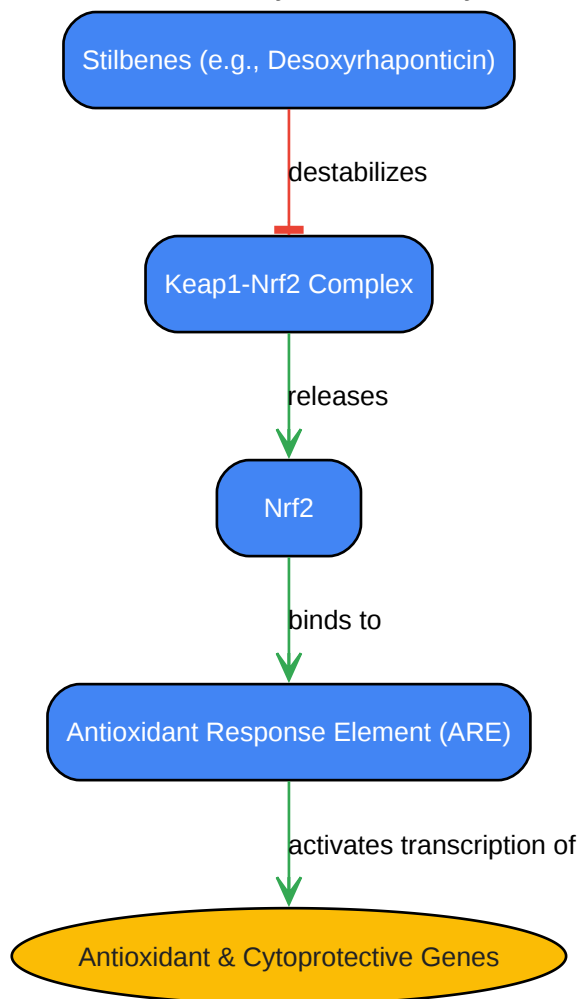 Stilbenes (e.g., Desoxyrhaponticin)
destabilizes
Keap1-Nrf2 Complex
releases
Nrf2
binds to
Antioxidant Response Element (ARE)
activates transcription of
Antioxidant & Cytoprotective Genes